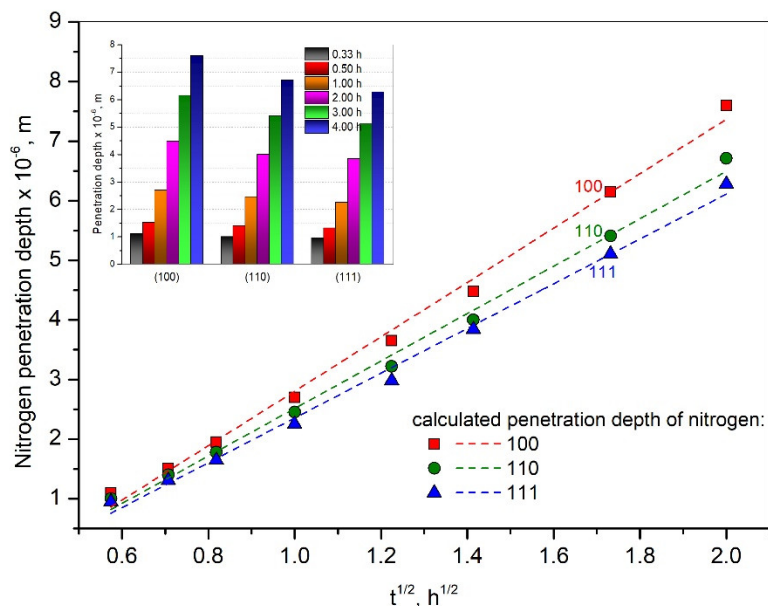 9
8
7
6
5
4
3
2
1
Nitrogen penetration depth x 10-6, m
8
7
6
5
4
3
2
1
0
Penetration depth x 10-6, m
0.33 h
0.50 h
1.00 h
2.00 h
3.00 h
4.00 h
(100) (110) (111)
100
110
111
calculated penetration depth of nitrogen:
100
110
111
0.6 0.8 1.0 1.2 1.4 1.6 1.8 2.0
t1/2, h1/2